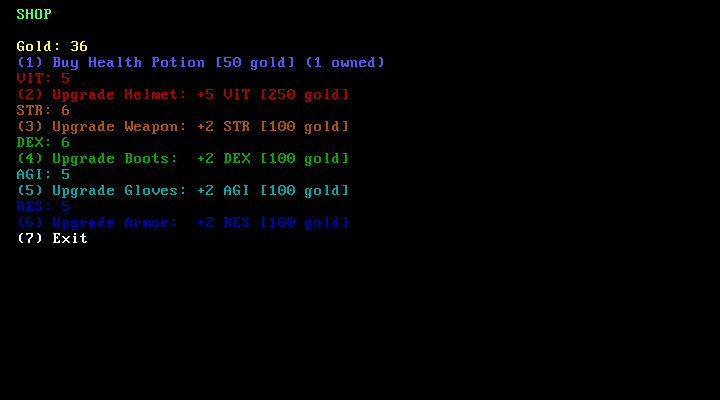 SHOP
Gold: 36
(1) Buy Health Potion [50 gold] (1 owned)
VIT: 5
(2) Upgrade Helmet: +5 VIT [250 gold]
STR: 6
(3) Upgrade Weapon: +2 STR [100 gold]
DEX: 6
(4) Upgrade Boots:  +2 DEX [100 gold]
AGI: 5
(5) Upgrade Gloves: +2 AGI [100 gold]
RES: 5
(6) Upgrade Armor:  +2 RES [100 gold]
(7) Exit